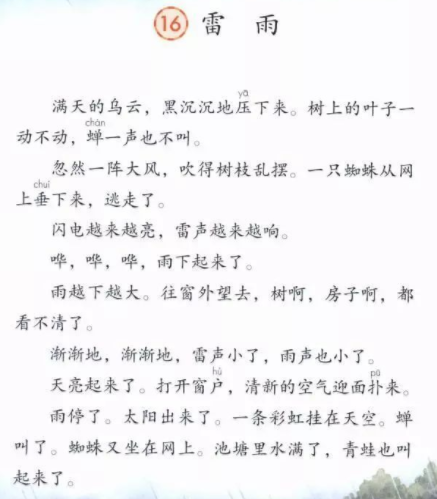 16 雷 雨
yā
满天的乌云，黑沉沉地压下来。树上的叶子一
chán
动不动，蝉一声也不叫。
忽然一阵大风，吹得树枝乱摆。一只蜘蛛从网
chuí
上垂下来，逃走了。
闪电越来越亮，雷声越来越响。
哗，哗，哗，雨下起来了。
雨越下越大。往窗外望去，树啊，房子啊，都
看不清了。
渐渐地，渐渐地，雷声小了，雨声也小了。
hù pū
天亮起来了。打开窗户，清新的空气迎面扑来。
雨停了。太阳出来了。一条彩虹挂在天空。蝉
叫了。蜘蛛又坐在网上。池塘里水满了，青蛙也叫
起来了。